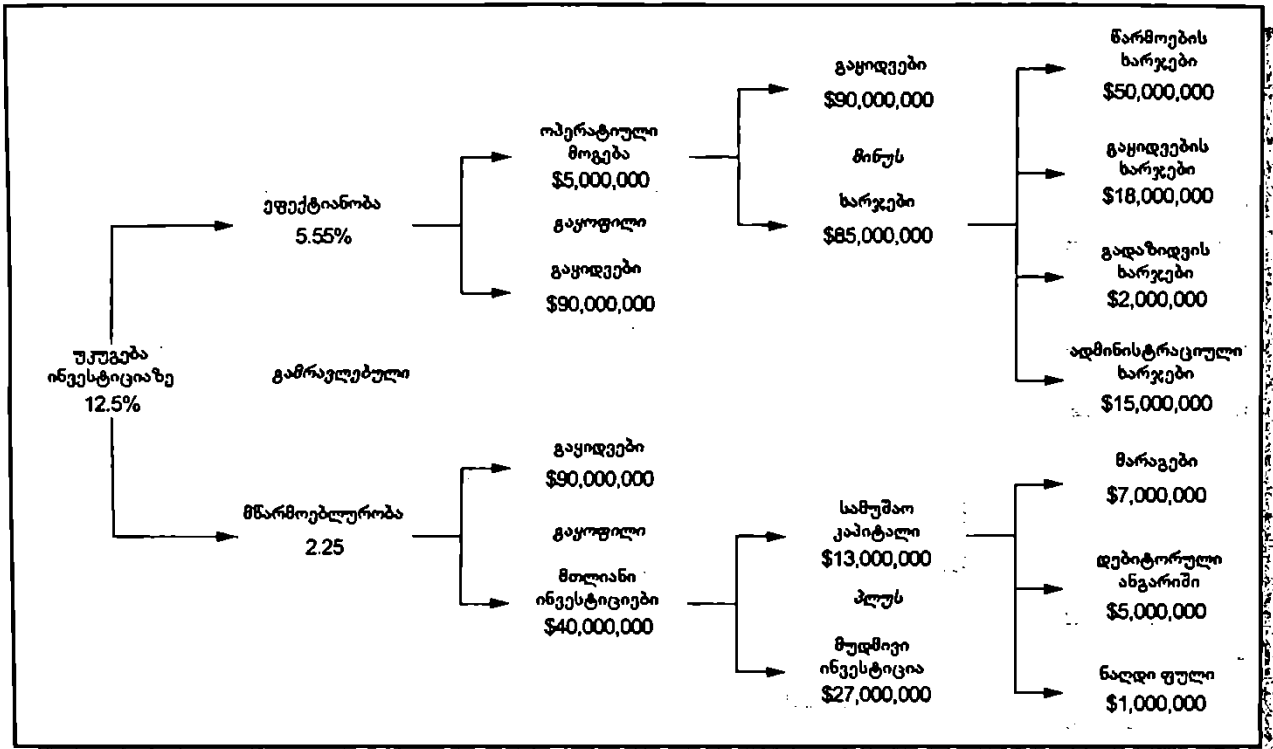 უკუგება
ინვესტიციაზე
12.5%
ეფექტიანობა
5.55%
გამრავლებული
მწარმოებლურობა
2.25
ოპერატიული
მოგება
$5,000,000
გაყოფილი
გაყიდვები
$90,000,000
გაყიდვები
$90,000,000
გაყოფილი
მთლიანი
ინვესტიციები
$40,000,000
გაყიდვები
$90,000,000
მინუს
ხარჯები
$85,000,000
სამუშაო
კაპიტალი
$13,000,000
პლუს
მუდმივი
ინვესტიცია
$27,000,000
წარმოების
ხარჯები
$50,000,000
გაყიდვების
ხარჯები
$18,000,000
გადაზიდვის
ხარჯები
$2,000,000
ადმინისტრაციული
ხარჯები
$15,000,000
მარაგები
$7,000,000
დებიტორული
ანგარიში
$5,000,000
ნაღდი ფული
$1,000,000